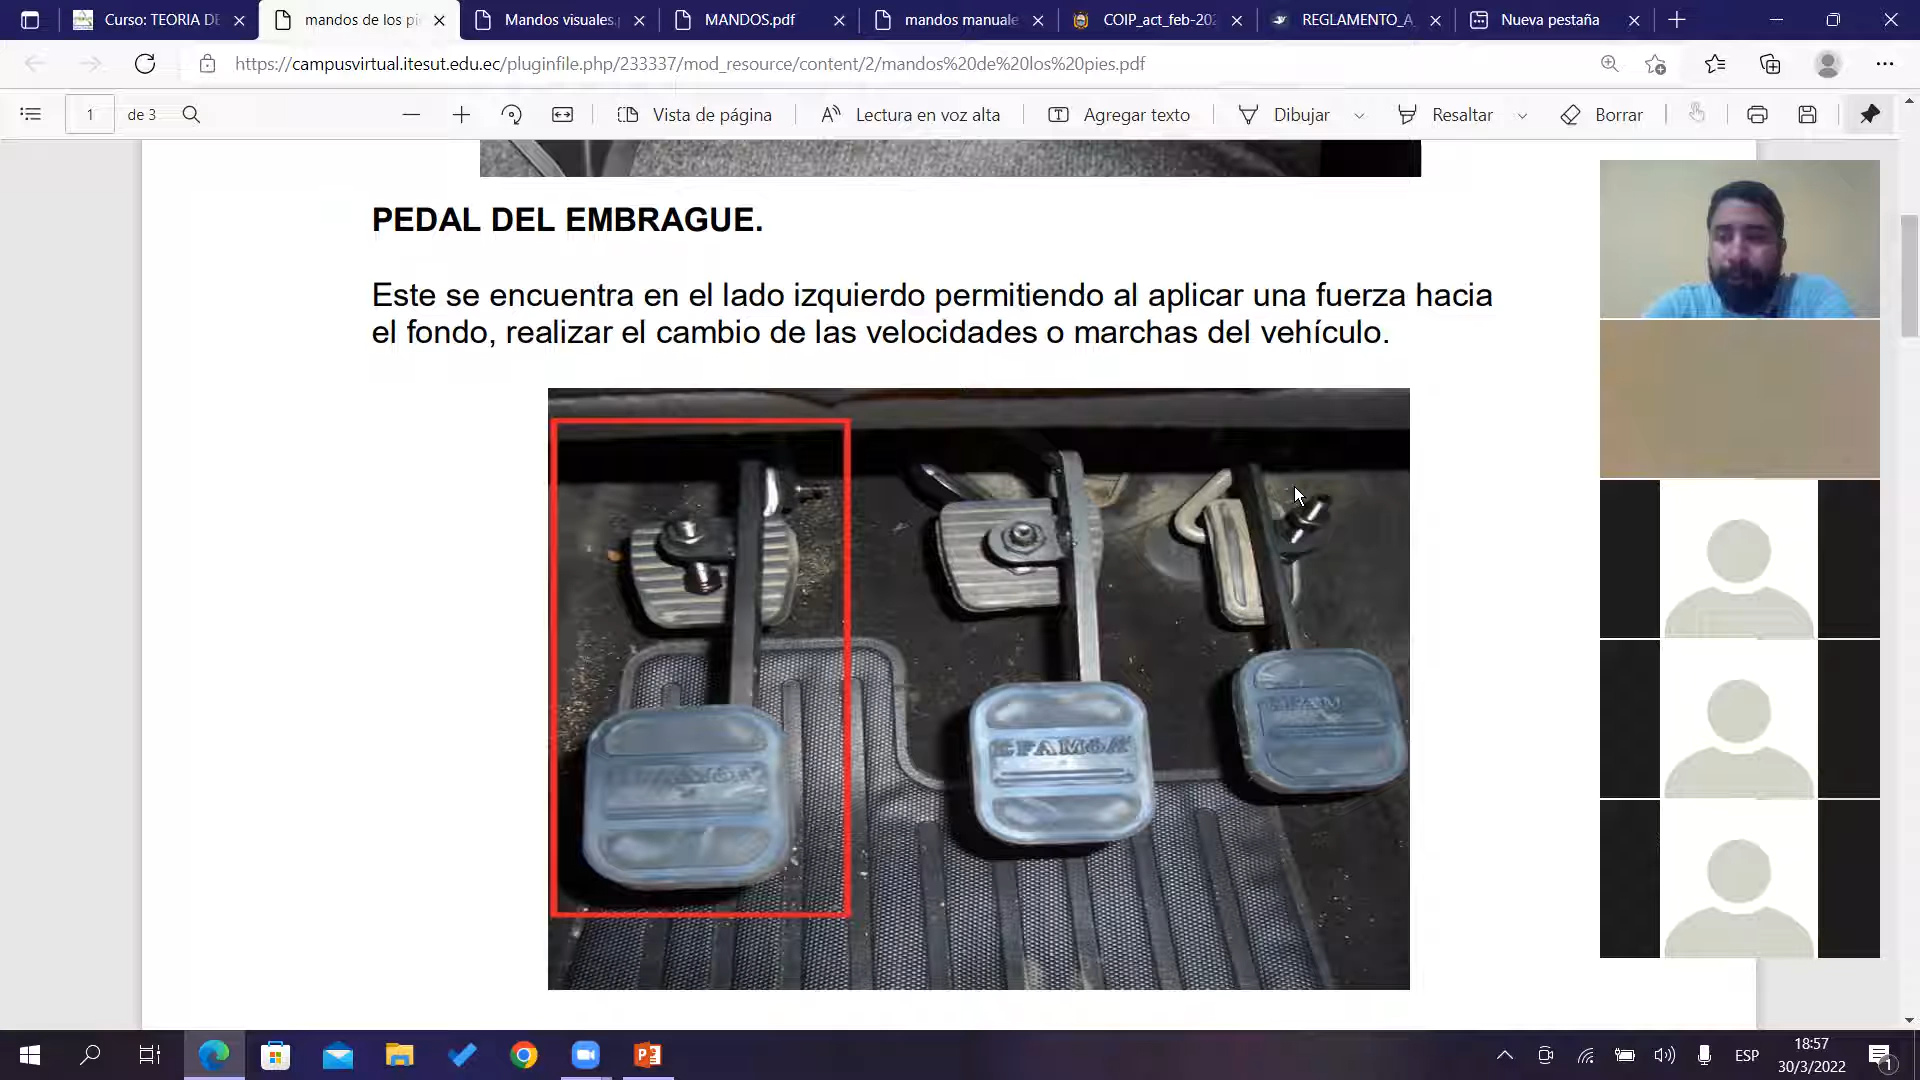 Curso: TEORIA DE
mandos de los pi
Mandos visuales.
MANDOS.pdf
mandos manuale
COIP_act_feb-202
REGLAMENTO_A
Nueva pestaña
https://campusvirtual.itesut.edu.ec/pluginfile.php/233337/mod_resource/content/2/mandos%20de%20los%20pies.pdf
1 de 3
Vista de página
Lectura en voz alta
Agregar texto
Dibujar
Resaltar
Borrar
PEDAL DEL EMBRAGUE.
Este se encuentra en el lado izquierdo permitiendo al aplicar una fuerza hacia
el fondo, realizar el cambio de las velocidades o marchas del vehículo.
ESP
18:57
30/3/2022
1